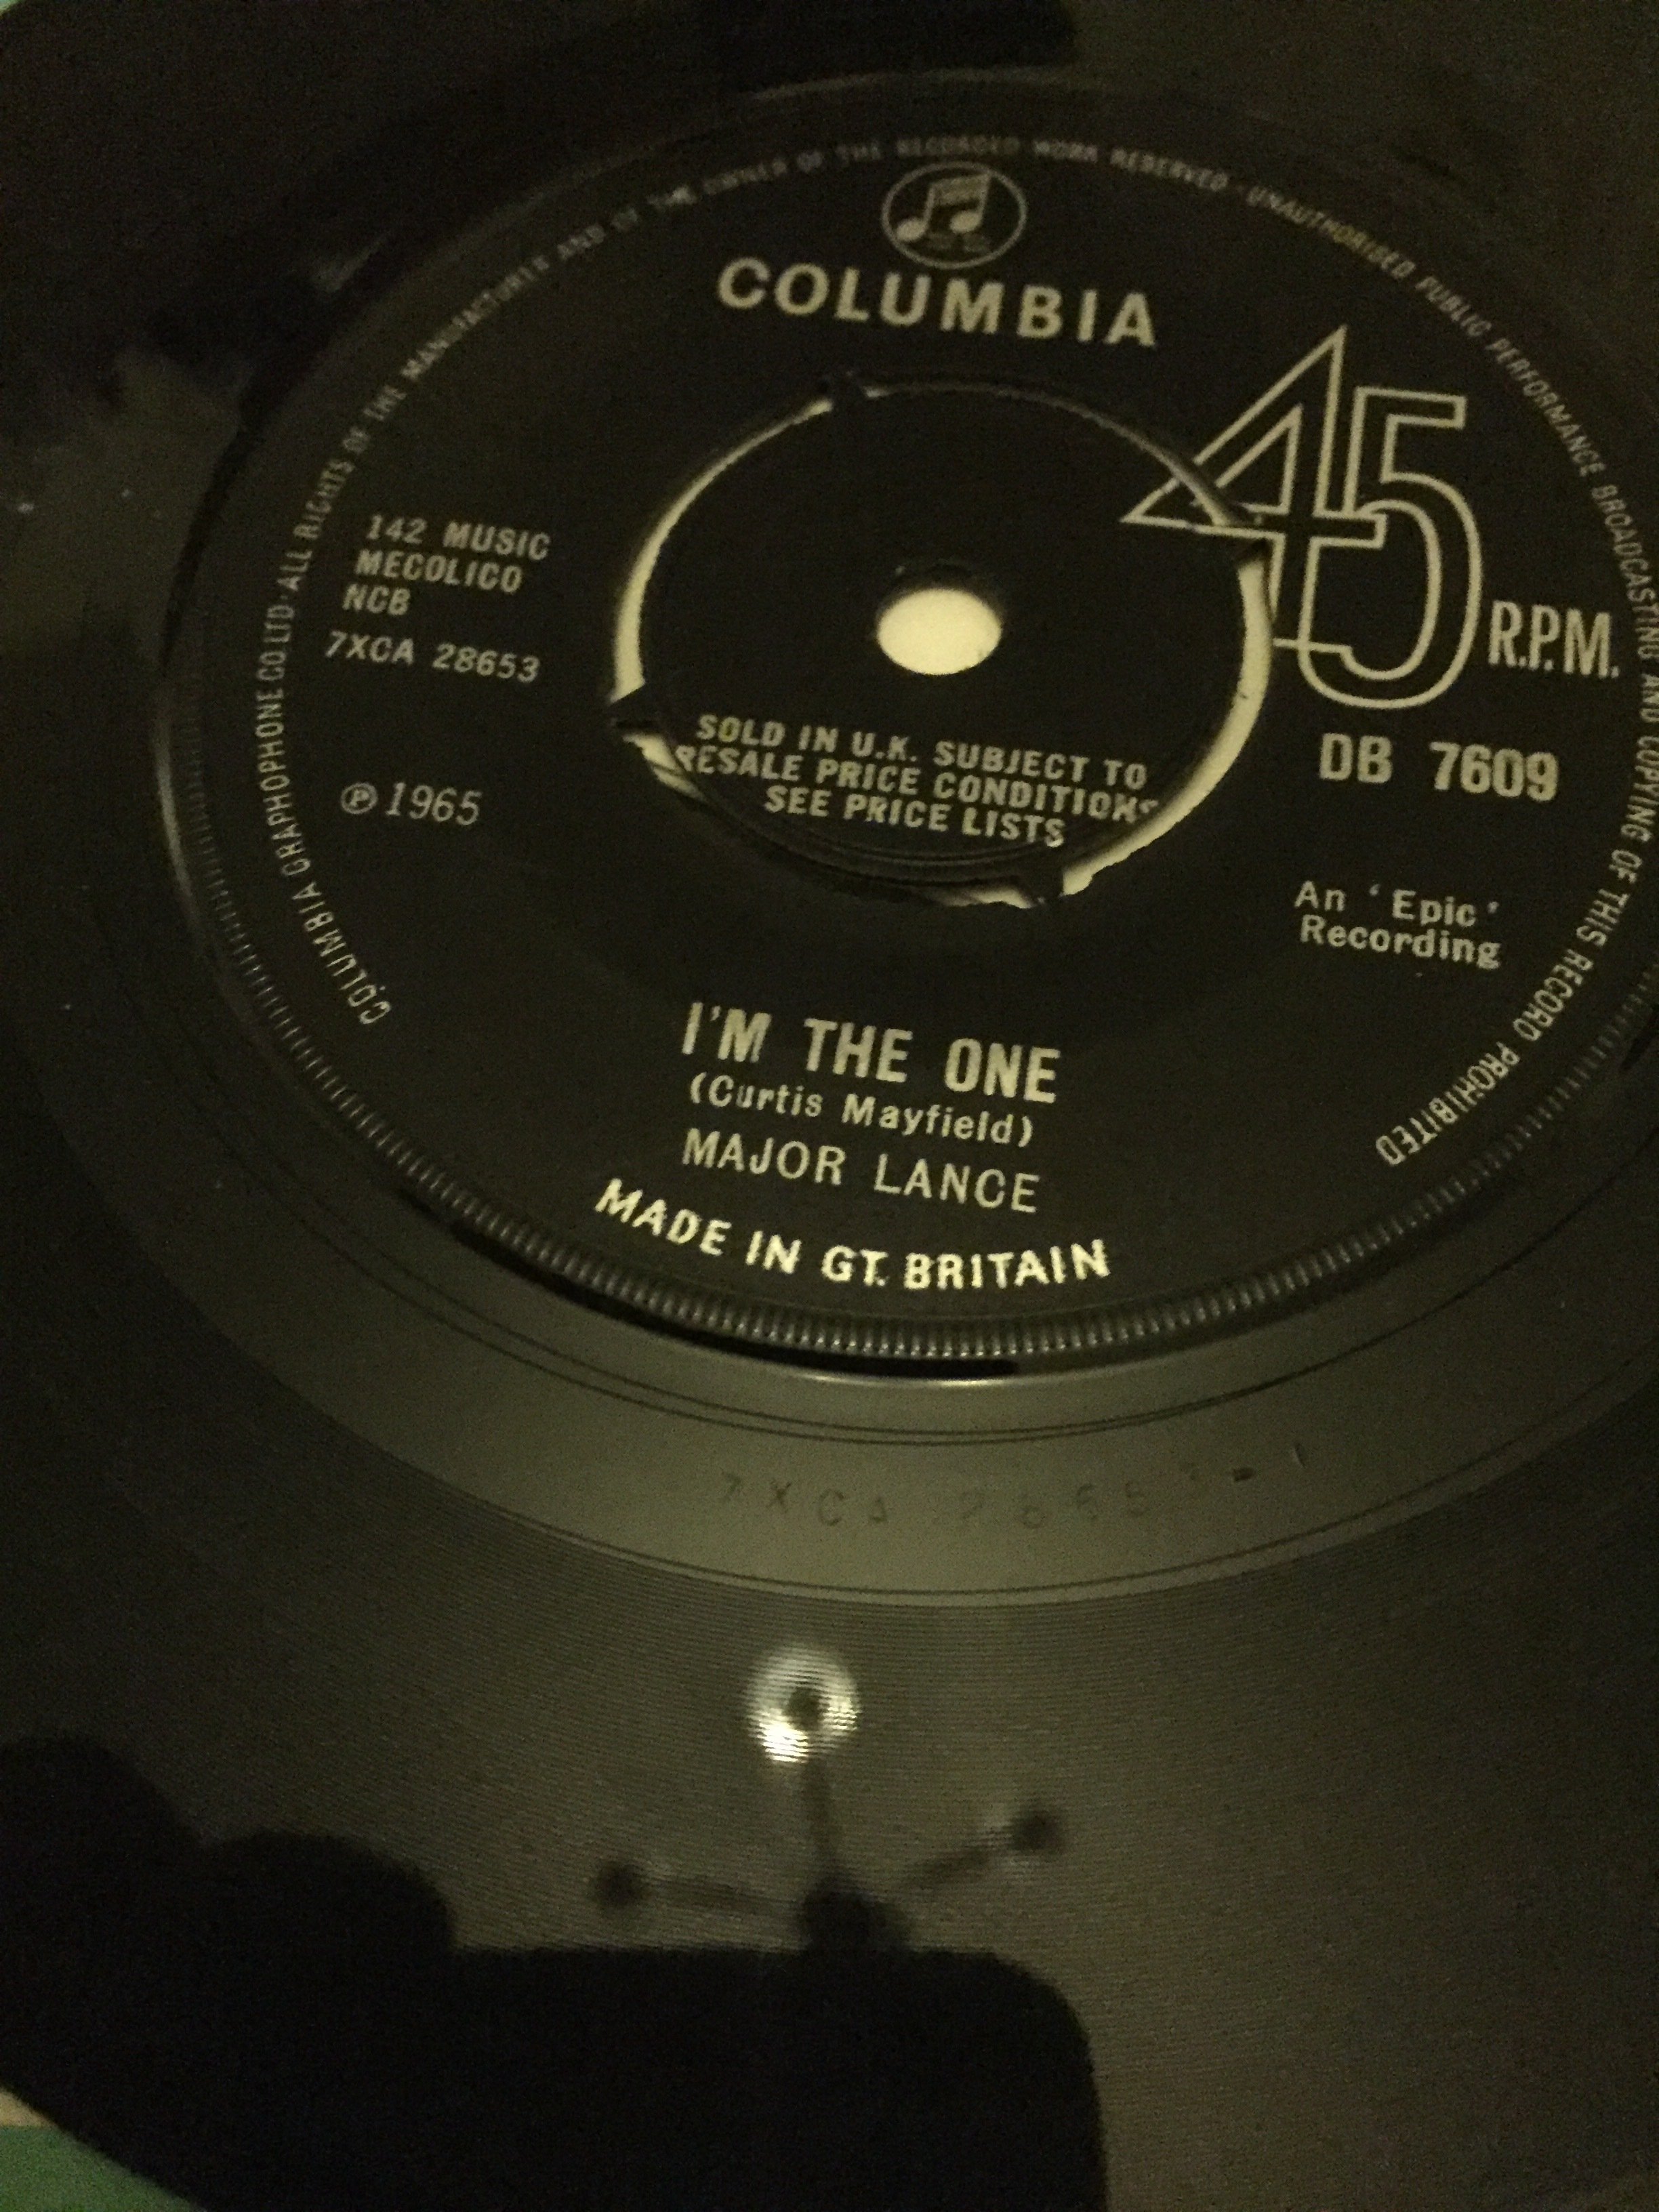 COLUMBIA GRAPHOPHONE CO LTD·ALL RIGHTS OF THE MANUFACTURER AND OF THE OWNER OF THE RECORDED WORK RESERVED·UNAUTHORISED PUBLIC PERFORMANCE BROADCASTING AND COPYING OF THIS RECORD PROHIBITED
COLUMBIA
45 R.P.M.
142 MUSIC
MECOLICO
NCB
7XCA 28653
℗ 1965
SOLD IN U.K. SUBJECT TO
RESALE PRICE CONDITIONS
SEE PRICE LISTS
DB 7609
An 'Epic'
Recording
I'M THE ONE
(Curtis Mayfield)
MAJOR LANCE
MADE IN GT. BRITAIN
7XCA 28653-1